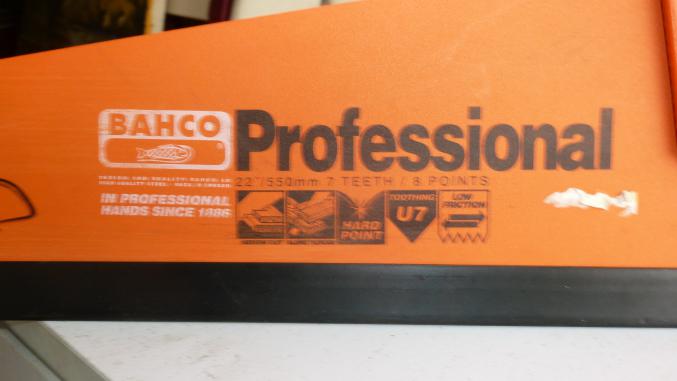 BAHCO
Professional
22"/550mm 7 TEETH / 8 POINTS
IN PROFESSIONAL
HANDS SINCE 1886
HARD
POINT
TOOTHING
U7
LOW
FRICTION